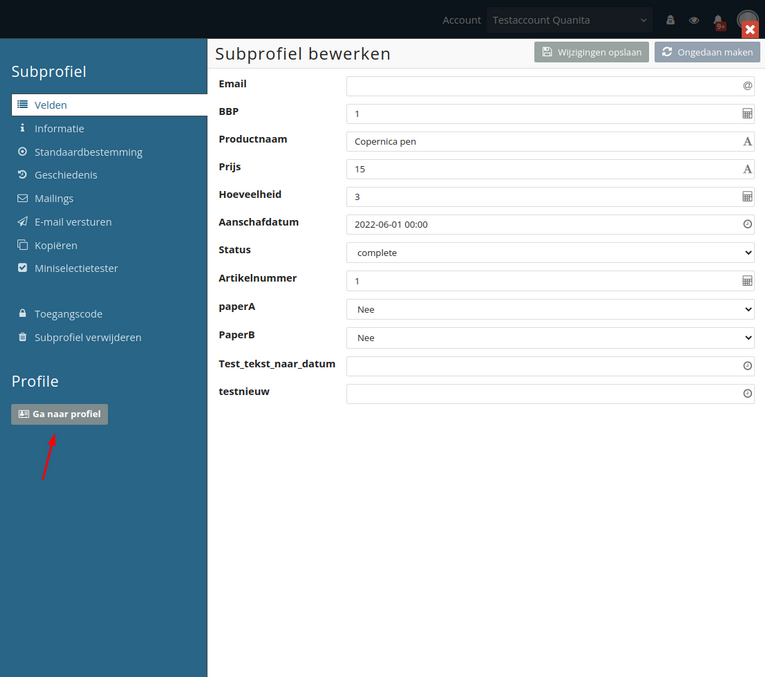 Account Testaccount Quanita
9+
Subprofiel
Velden
Informatie
Standaardbestemming
Geschiedenis
Mailings
E-mail versturen
Kopiëren
Miniselectietester
Toegangscode
Subprofiel verwijderen
Profile
Ga naar profiel
Subprofiel bewerken
Wijzigingen opslaan
Ongedaan maken
Email @
BBP 1
Productnaam Copernica pen A
Prijs 15 A
Hoeveelheid 3
Aanschafdatum 2022-06-01 00:00
Status complete
Artikelnummer 1
paperA Nee
PaperB Nee
Test_tekst_naar_datum
testnieuw